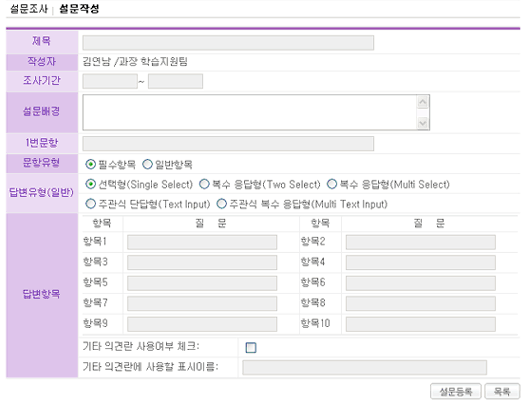 설문조사 | 설문작성
제목
작성자 김연남 /과장 학습지원팀
조사기간 ~
설문배경
1번문항
문항유형 필수항목 일반항목
답변유형(일반) 선택형(Single Select) 복수 응답형(Two Select) 복수 응답형(Multi Select)
주관식 단답형(Text Input) 주관식 복수 응답형(Multi Text Input)
답변항목
항목 질 문 항목 질 문
항목1 항목2
항목3 항목4
항목5 항목6
항목7 항목8
항목9 항목10
기타 의견란 사용여부 체크:
기타 의견란에 사용할 표시이름:
설문등록 목록